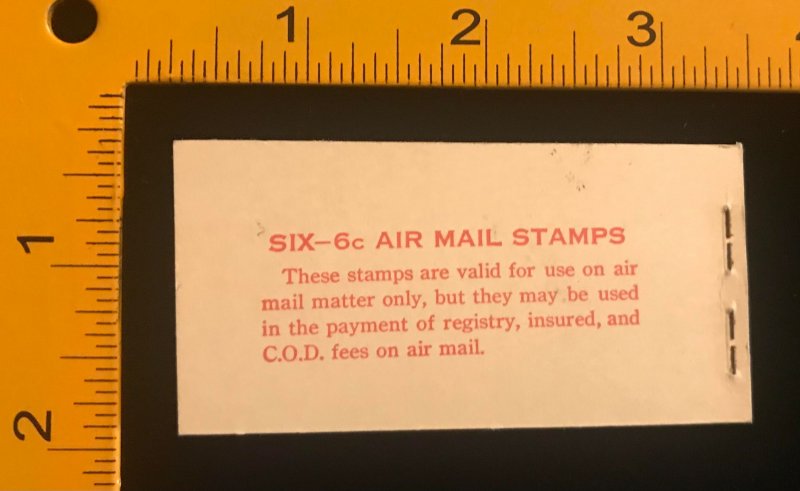 1 2 3
SIX–6c AIR MAIL STAMPS
These stamps are valid for use on air
mail matter only, but they may be used
in the payment of registry, insured, and
C.O.D. fees on air mail.
1
2